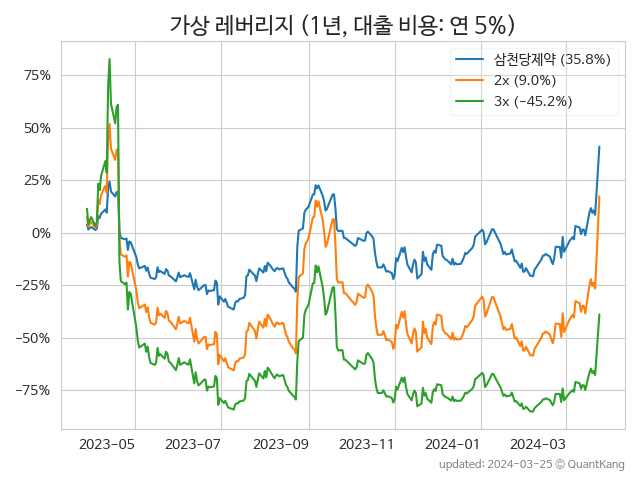 가상 레버리지 (1년, 대출 비용: 연 5%)
삼천당제약 (35.8%)
2x (9.0%)
3x (−45.2%)
75%
50%
25%
0%
−25%
−50%
−75%
2023-05 2023-07 2023-09 2023-11 2024-01 2024-03
updated: 2024-03-25 © QuantKang